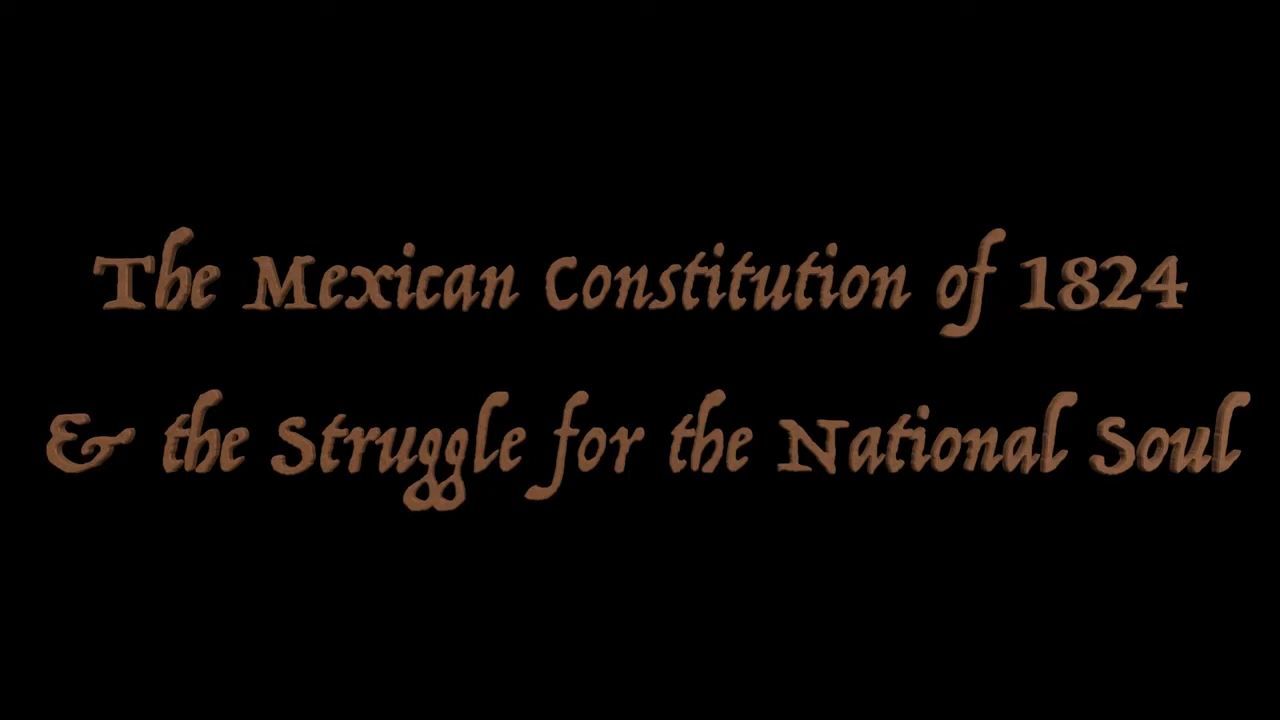 The Mexican Constitution of 1824
& the Struggle for the National Soul